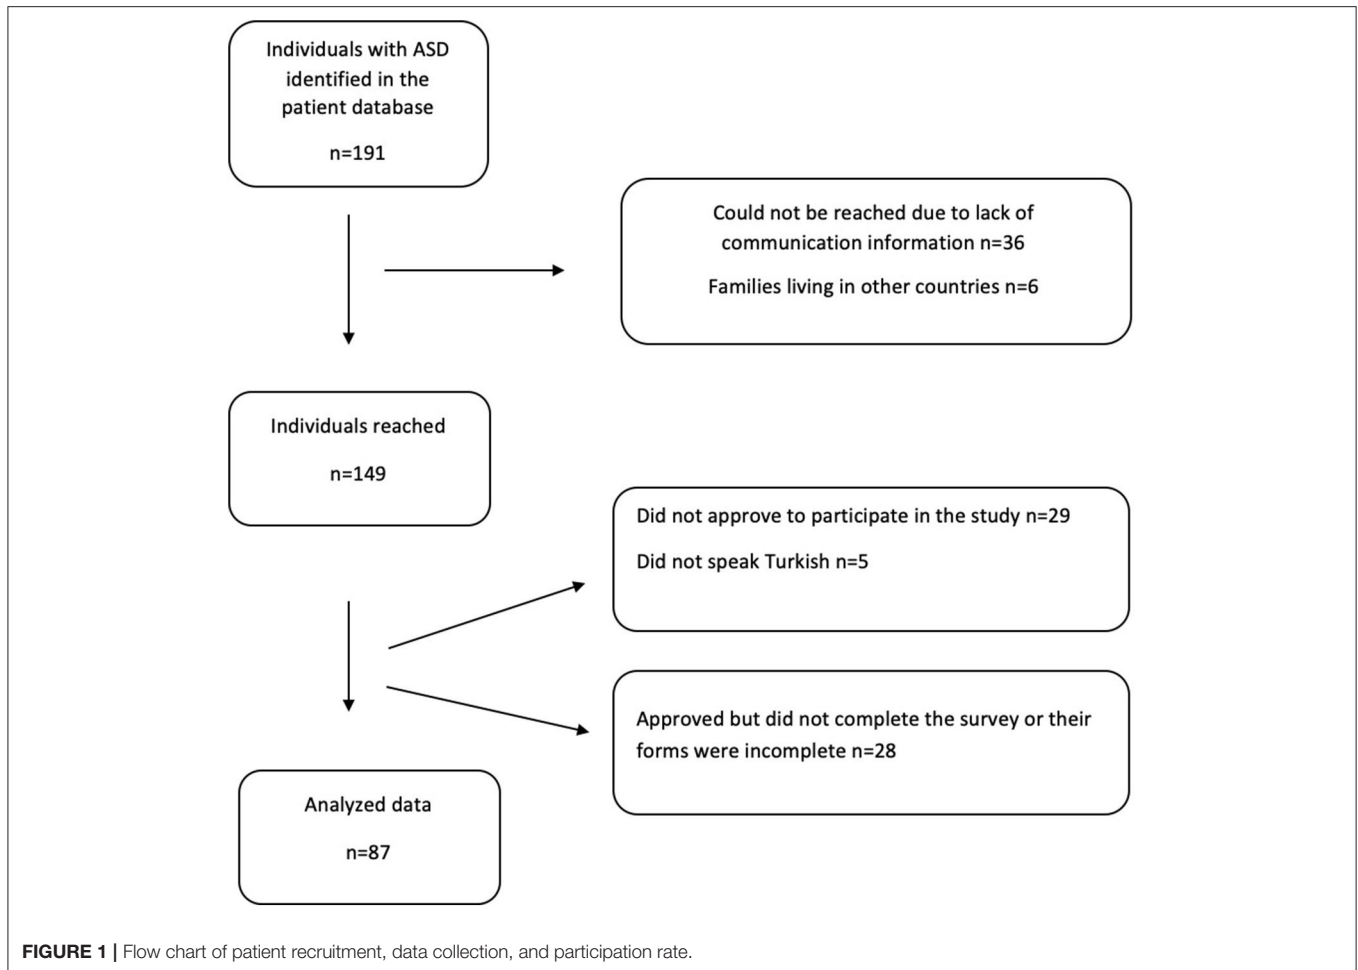 Individuals with ASD
identified in the
patient database
n=191
Could not be reached due to lack of
communication information n=36
Families living in other countries n=6
Individuals reached
n=149
Did not approve to participate in the study n=29
Did not speak Turkish n=5
Approved but did not complete the survey or their
forms were incomplete n=28
Analyzed data
n=87
FIGURE 1 | Flow chart of patient recruitment, data collection, and participation rate.